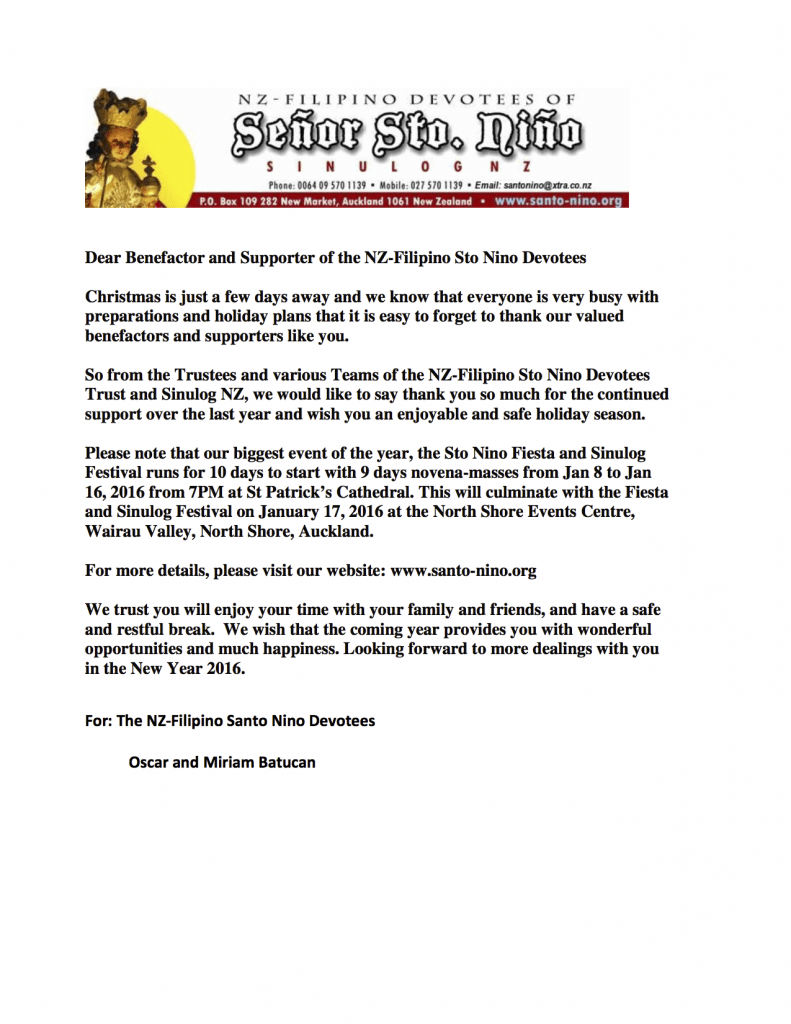 NZ-FILIPINO DEVOTEES OF
Señor Sto. Niño
SINULOG NZ
Phone: 0064 09 570 1139 • Mobile: 027 570 1139 • Email: santonino@xtra.co.nz
P.O. Box 109 282 New Market, Auckland 1061 New Zealand • www.santo-nino.org
Dear Benefactor and Supporter of the NZ-Filipino Sto Nino Devotees
Christmas is just a few days away and we know that everyone is very busy with
preparations and holiday plans that it is easy to forget to thank our valued
benefactors and supporters like you.
So from the Trustees and various Teams of the NZ-Filipino Sto Nino Devotees
Trust and Sinulog NZ, we would like to say thank you so much for the continued
support over the last year and wish you an enjoyable and safe holiday season.
Please note that our biggest event of the year, the Sto Nino Fiesta and Sinulog
Festival runs for 10 days to start with 9 days novena-masses from Jan 8 to Jan
16, 2016 from 7PM at St Patrick’s Cathedral. This will culminate with the Fiesta
and Sinulog Festival on January 17, 2016 at the North Shore Events Centre,
Wairau Valley, North Shore, Auckland.
For more details, please visit our website: www.santo-nino.org
We trust you will enjoy your time with your family and friends, and have a safe
and restful break.  We wish that the coming year provides you with wonderful
opportunities and much happiness. Looking forward to more dealings with you
in the New Year 2016.
For: The NZ-Filipino Santo Nino Devotees
Oscar and Miriam Batucan